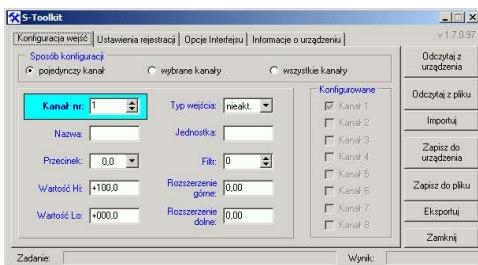 S-Toolkit
Konfiguracja wejść Ustawienia rejestracji Opcje Interfejsu Informacje o urządzeniu v 1.7.0.97
Sposób konfiguracji
pojedynczy kanał wybrane kanały wszystkie kanały
Kanał nr: 1
Typ wejścia: nieakt.
Nazwa:
Jednostka:
Przecinek: 0,0
Filtr: 0
Wartość Hi: +100,0
Rozszerzenie górne: 0,00
Wartość Lo: +000,0
Rozszerzenie dolne: 0,00
Konfigurowane
Kanał 1
Kanał 2
Kanał 3
Kanał 4
Kanał 5
Kanał 6
Kanał 7
Kanał 8
Odczytaj z urządzenia
Odczytaj z pliku
Importuj
Zapisz do urządzenia
Zapisz do pliku
Eksportuj
Zamknij
Zadanie:
Wynik: